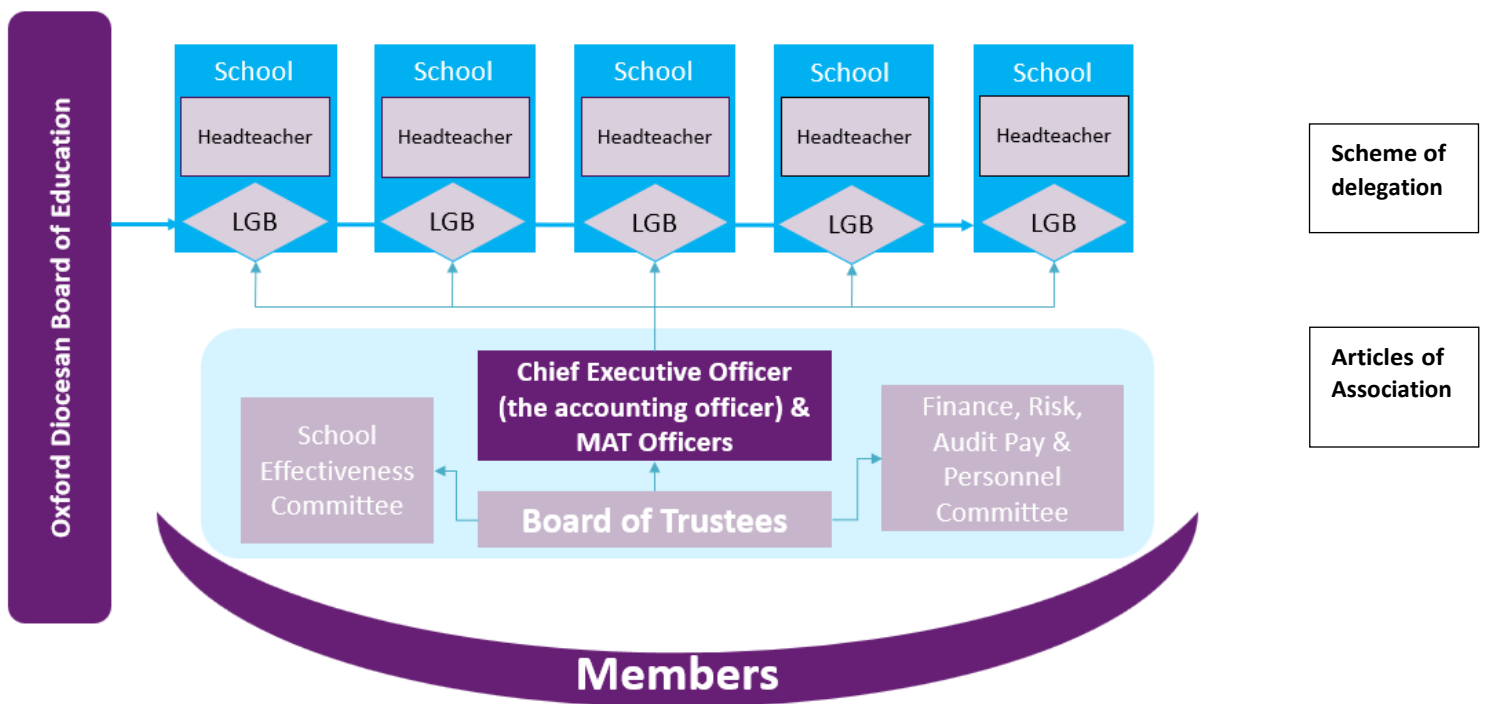 Oxford Diocesan Board of Education
School
Headteacher
LGB
School
Headteacher
LGB
School
Headteacher
LGB
School
Headteacher
LGB
School
Headteacher
LGB
Scheme of
delegation
Chief Executive Officer
(the accounting officer) &
MAT Officers
School
Effectiveness
Committee
Board of Trustees
Finance, Risk,
Audit Pay &
Personnel
Committee
Articles of
Association
Members